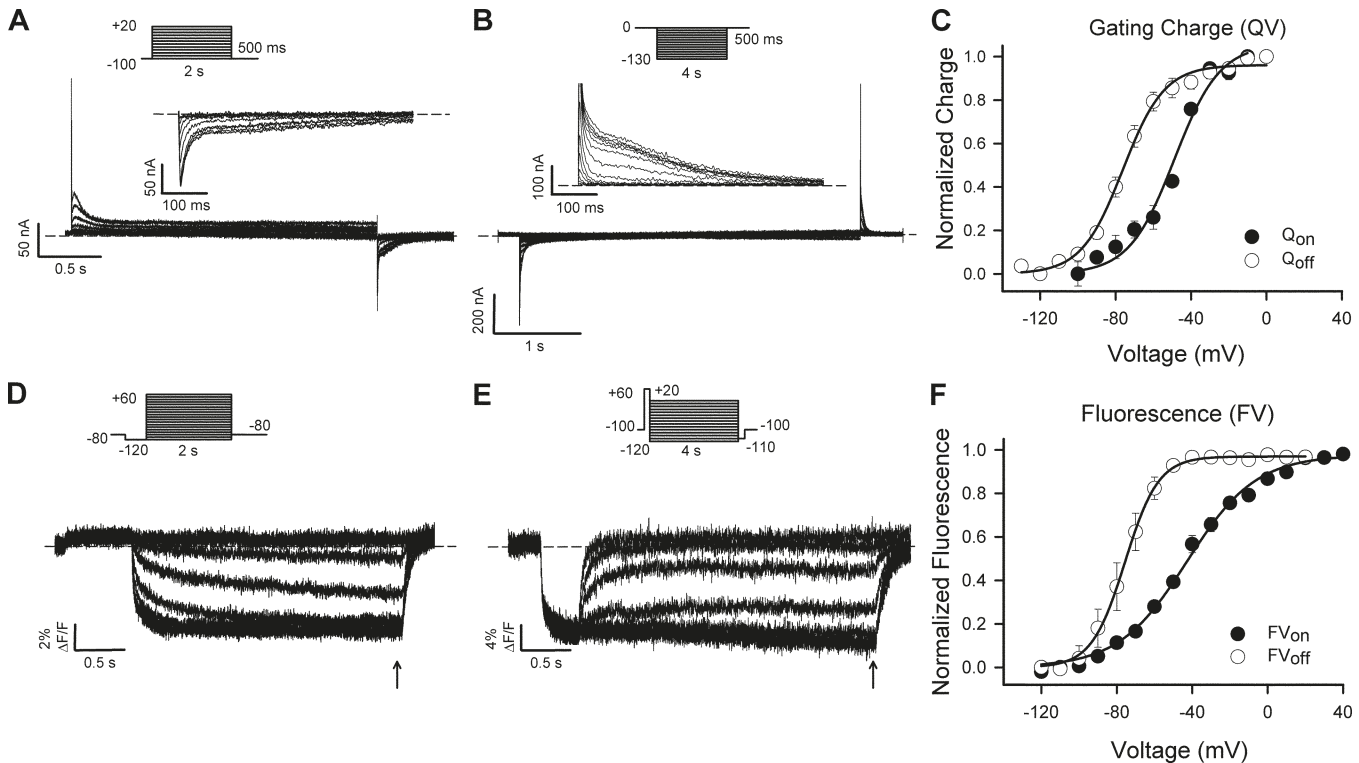 A
+20
-100
500 ms
2 s
50 nA
100 ms
50 nA
0.5 s
B
0
-130
500 ms
4 s
100 nA
100 ms
200 nA
1 s
C
Gating Charge (QV)
Normalized Charge
1.0
0.8
0.6
0.4
0.2
0.0
Qon
Qoff
-120
-80
-40
0
40
Voltage (mV)
D
+60
-80
-80
-120
2 s
2%
ΔF/F
0.5 s
E
+60
+20
-100
-100
-120
4 s
-110
4%
ΔF/F
0.5 s
F
Fluorescence (FV)
Normalized Fluorescence
1.0
0.8
0.6
0.4
0.2
0.0
FVon
FVoff
-120
-80
-40
0
40
Voltage (mV)